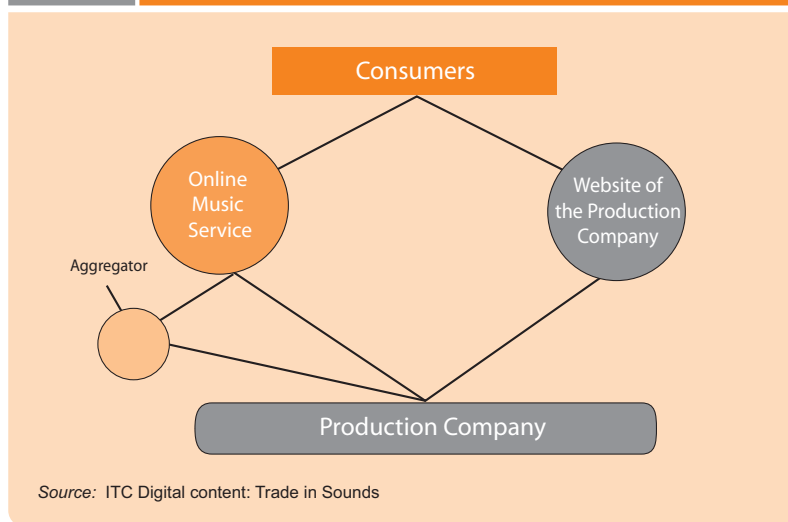 Consumers
Online
Music
Service
Website of
the Production
Company
Aggregator
Production Company
Source: ITC Digital content: Trade in Sounds